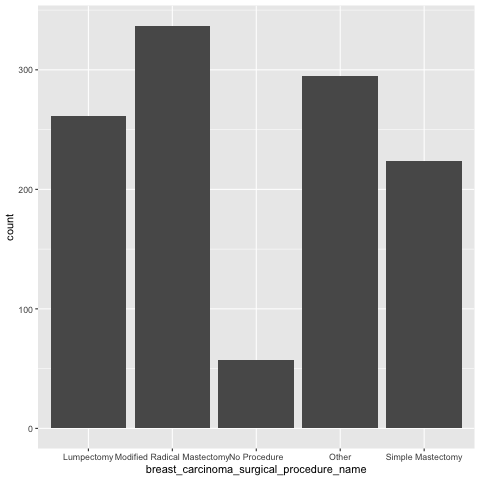 300
200
100
0
count
Lumpectomy Modified Radical Mastectomy No Procedure Other Simple Mastectomy
breast_carcinoma_surgical_procedure_name